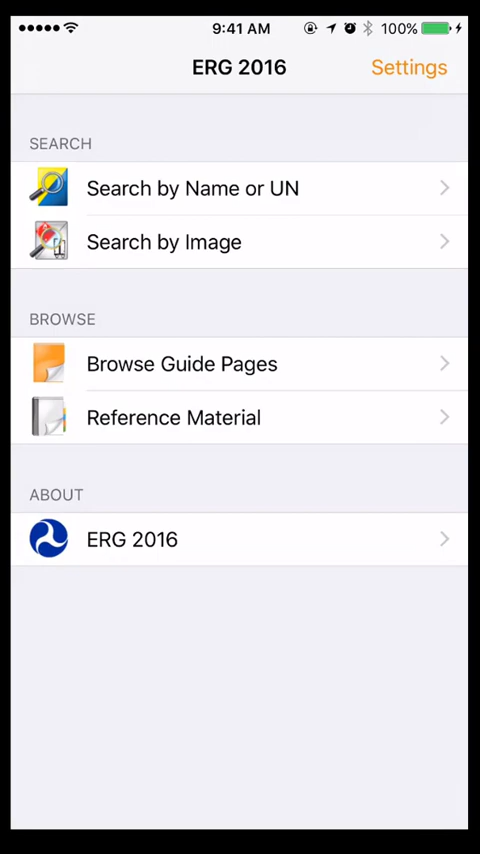 9:41 AM 100%
ERG 2016 Settings
SEARCH
Search by Name or UN
Search by Image
BROWSE
Browse Guide Pages
Reference Material
ABOUT
ERG 2016